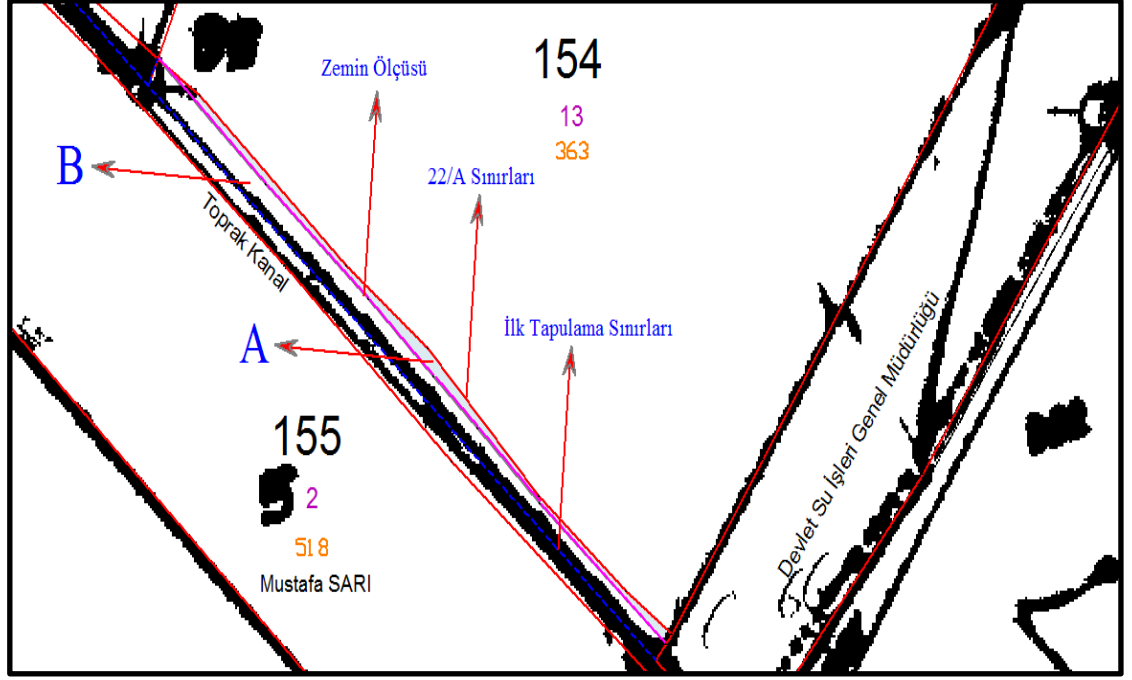 154
13
363
Zemin Ölçüsü
B
22/A Sınırları
Toprak Kanal
A
İlk Tapulama Sınırları
Devlet Su İşleri Genel Müdürlüğü
155
2
518
Mustafa SARI